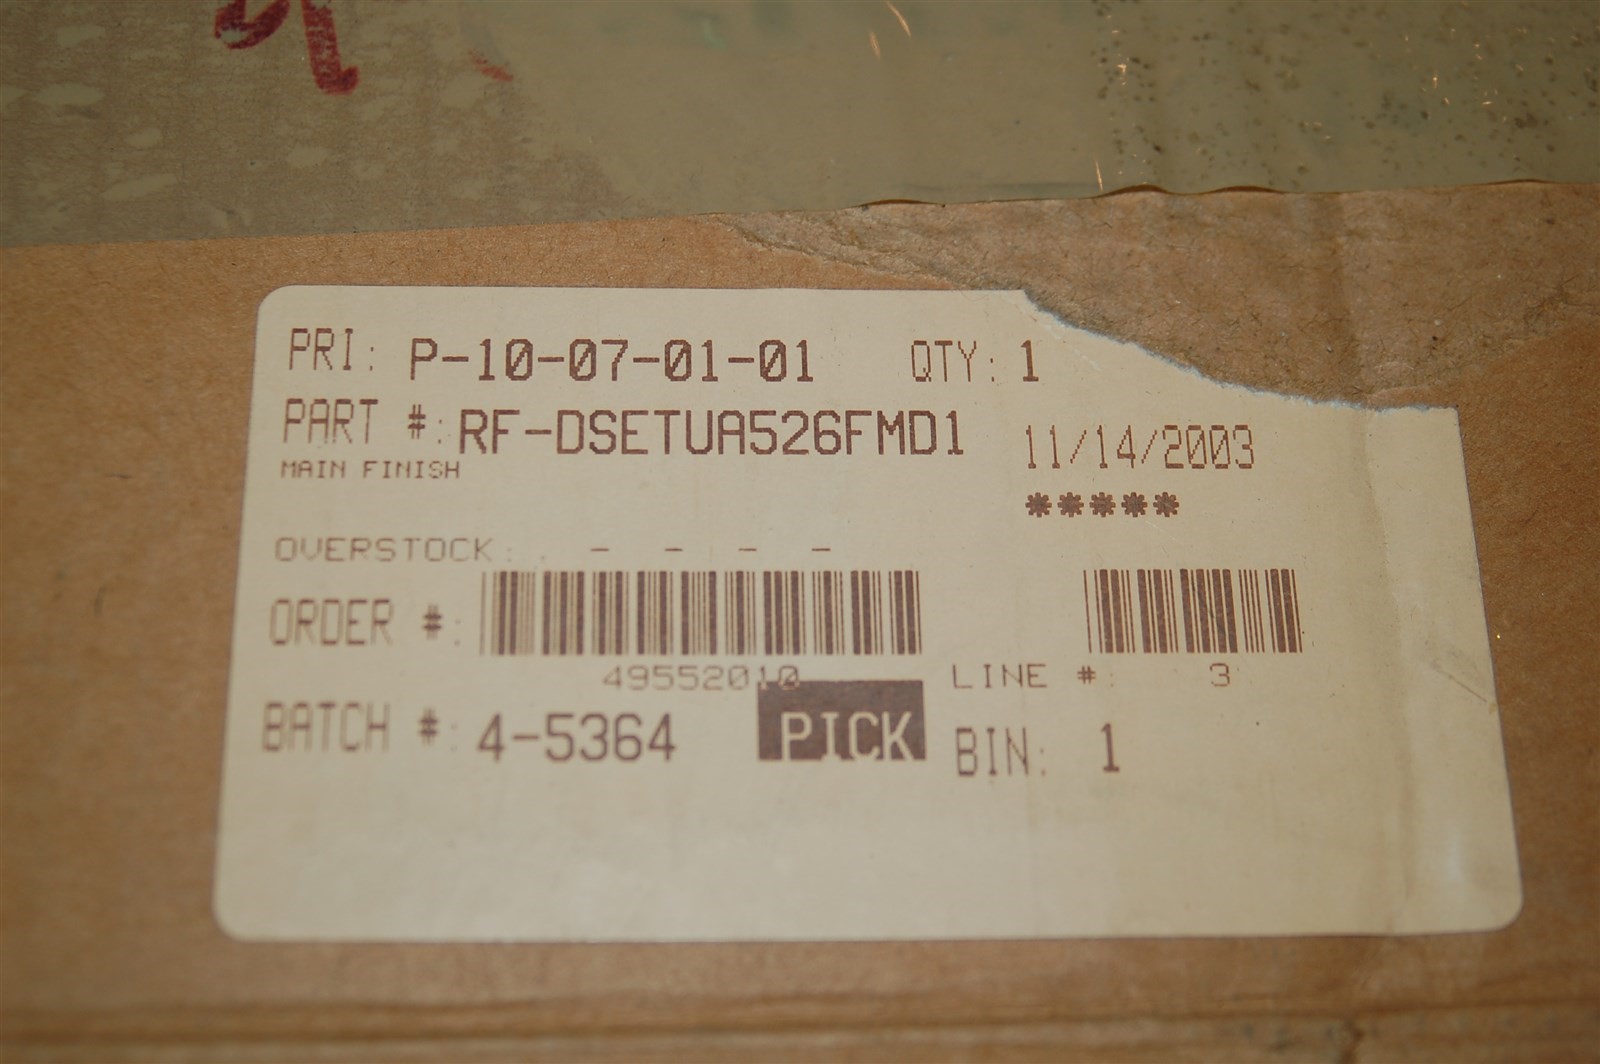 PRI: P-10-07-01-01 QTY: 1
PART #: RF-DSETUA526FMD1 11/14/2003
MAIN FINISH
*****
OVERSTOCK: . - - - -
ORDER #:
49552010 LINE #: 3
BATCH #: 4-5364 PICK BIN: 1